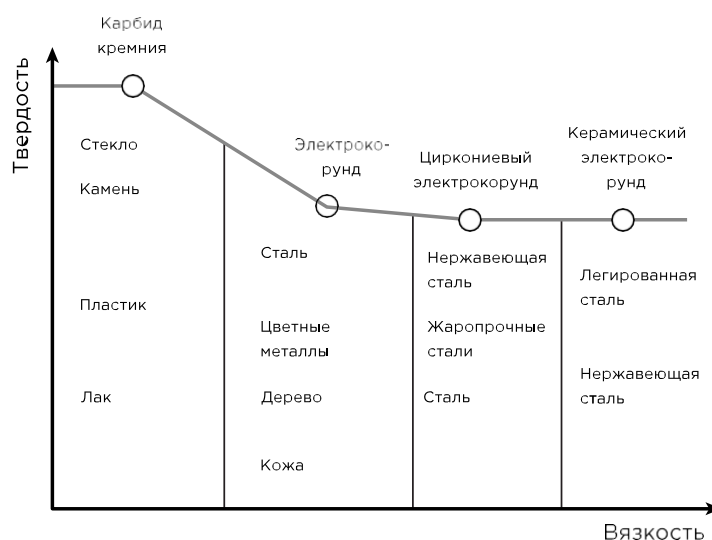 Твердость
Карбид
кремния
Стекло
Камень
Пластик
Лак
Электроко-
рунд
Сталь
Цветные
металлы
Дерево
Кожа
Циркониевый
электрокорунд
Нержавеющая
сталь
Жаропрочные
стали
Сталь
Керамический
электроко-
рунд
Легированная
сталь
Нержавеющая
сталь
Вязкость